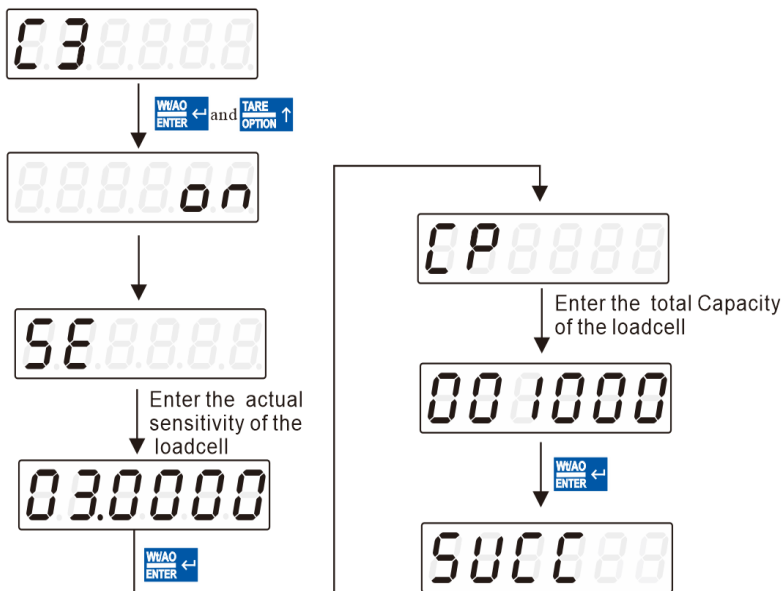 C3
Wt/AO
ENTER ↵ and TARE
OPTION ↑
on
SE
Enter the actual
sensitivity of the
loadcell
03.0000
Wt/AO
ENTER ↵
CP
Enter the total Capacity
of the loadcell
001000
Wt/AO
ENTER ↵
SUCC